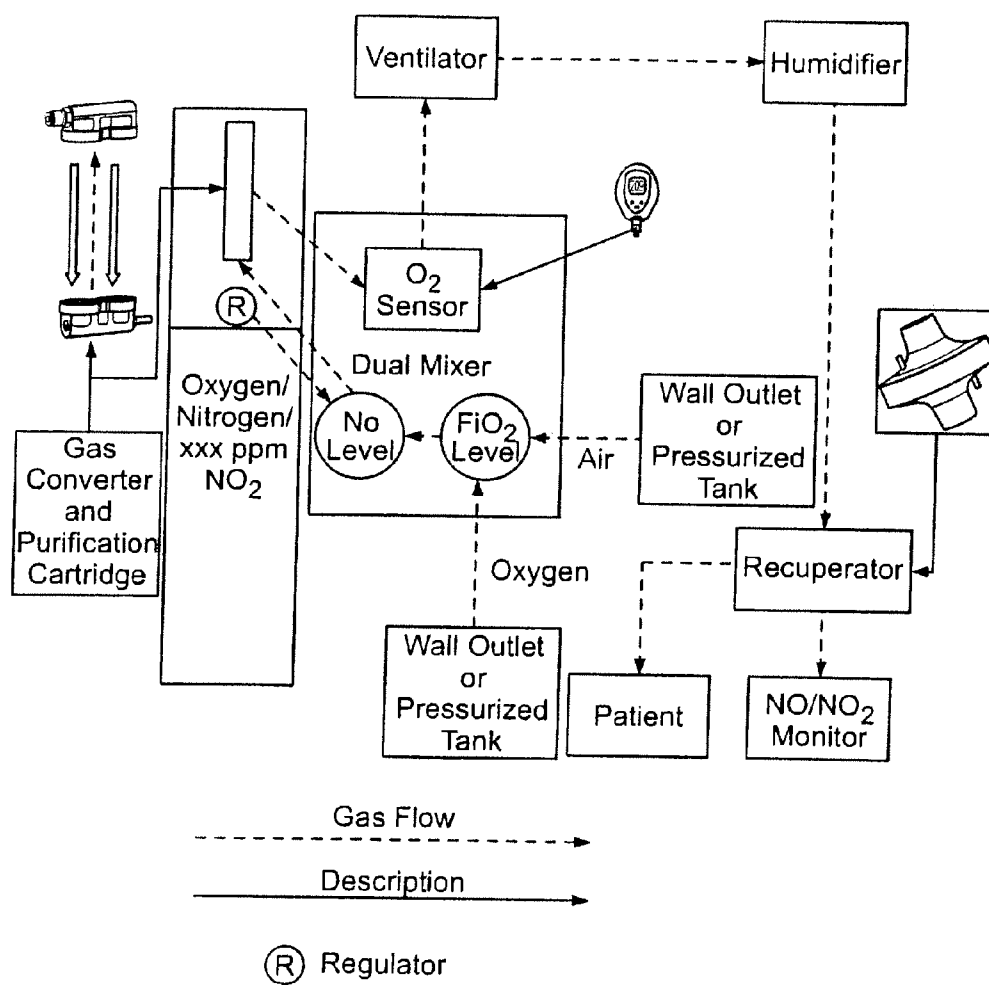 Ventilator
Humidifier
O2
Sensor
R
Dual Mixer
Oxygen/
Nitrogen/
xxx ppm
NO2
No
Level
FiO2
Level
Air
Wall Outlet
or
Pressurized
Tank
Gas
Converter
and
Purification
Cartridge
Oxygen
Recuperator
Wall Outlet
or
Pressurized
Tank
Patient
NO/NO2
Monitor
Gas Flow
Description
R Regulator